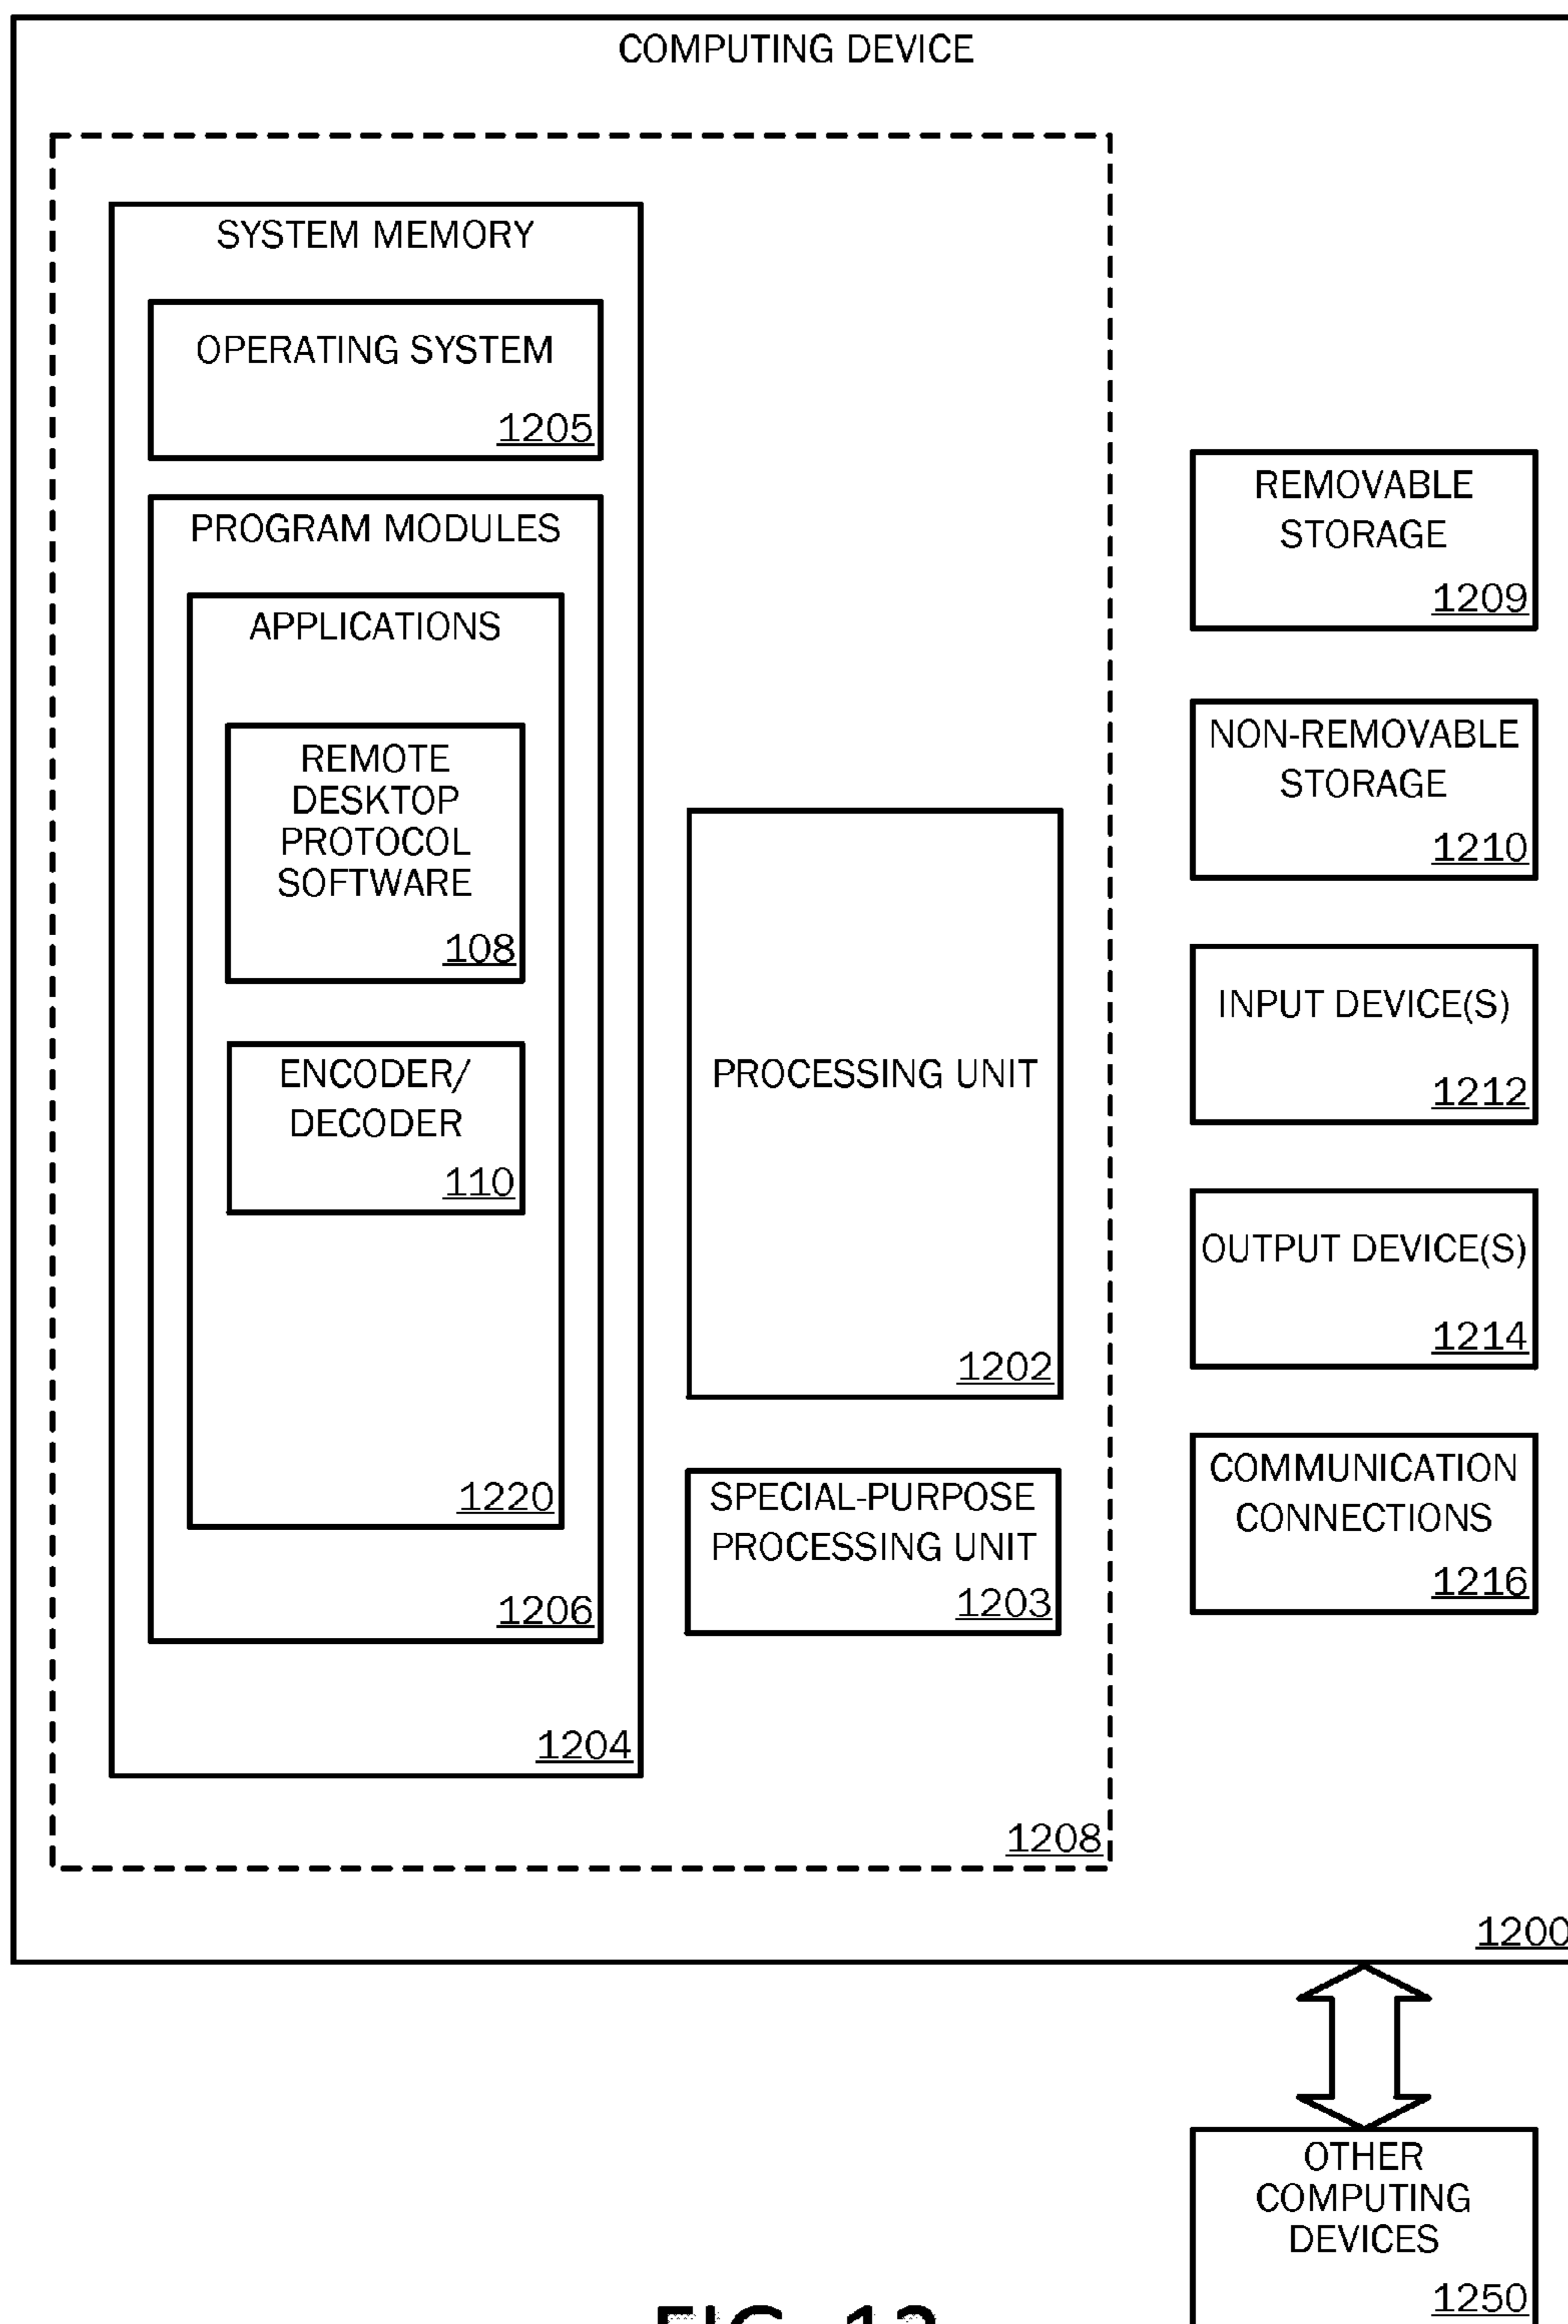 COMPUTING DEVICE
SYSTEM MEMORY
OPERATING SYSTEM
1205
PROGRAM MODULES
APPLICATIONS
REMOTE
DESKTOP
PROTOCOL
SOFTWARE
108
ENCODER/
DECODER
110
1220
1206
1204
PROCESSING UNIT
1202
SPECIAL-PURPOSE
PROCESSING UNIT
1203
1208
REMOVABLE
STORAGE
1209
NON-REMOVABLE
STORAGE
1210
INPUT DEVICE(S)
1212
OUTPUT DEVICE(S)
1214
COMMUNICATION
CONNECTIONS
1216
1200
OTHER
COMPUTING
DEVICES
1250